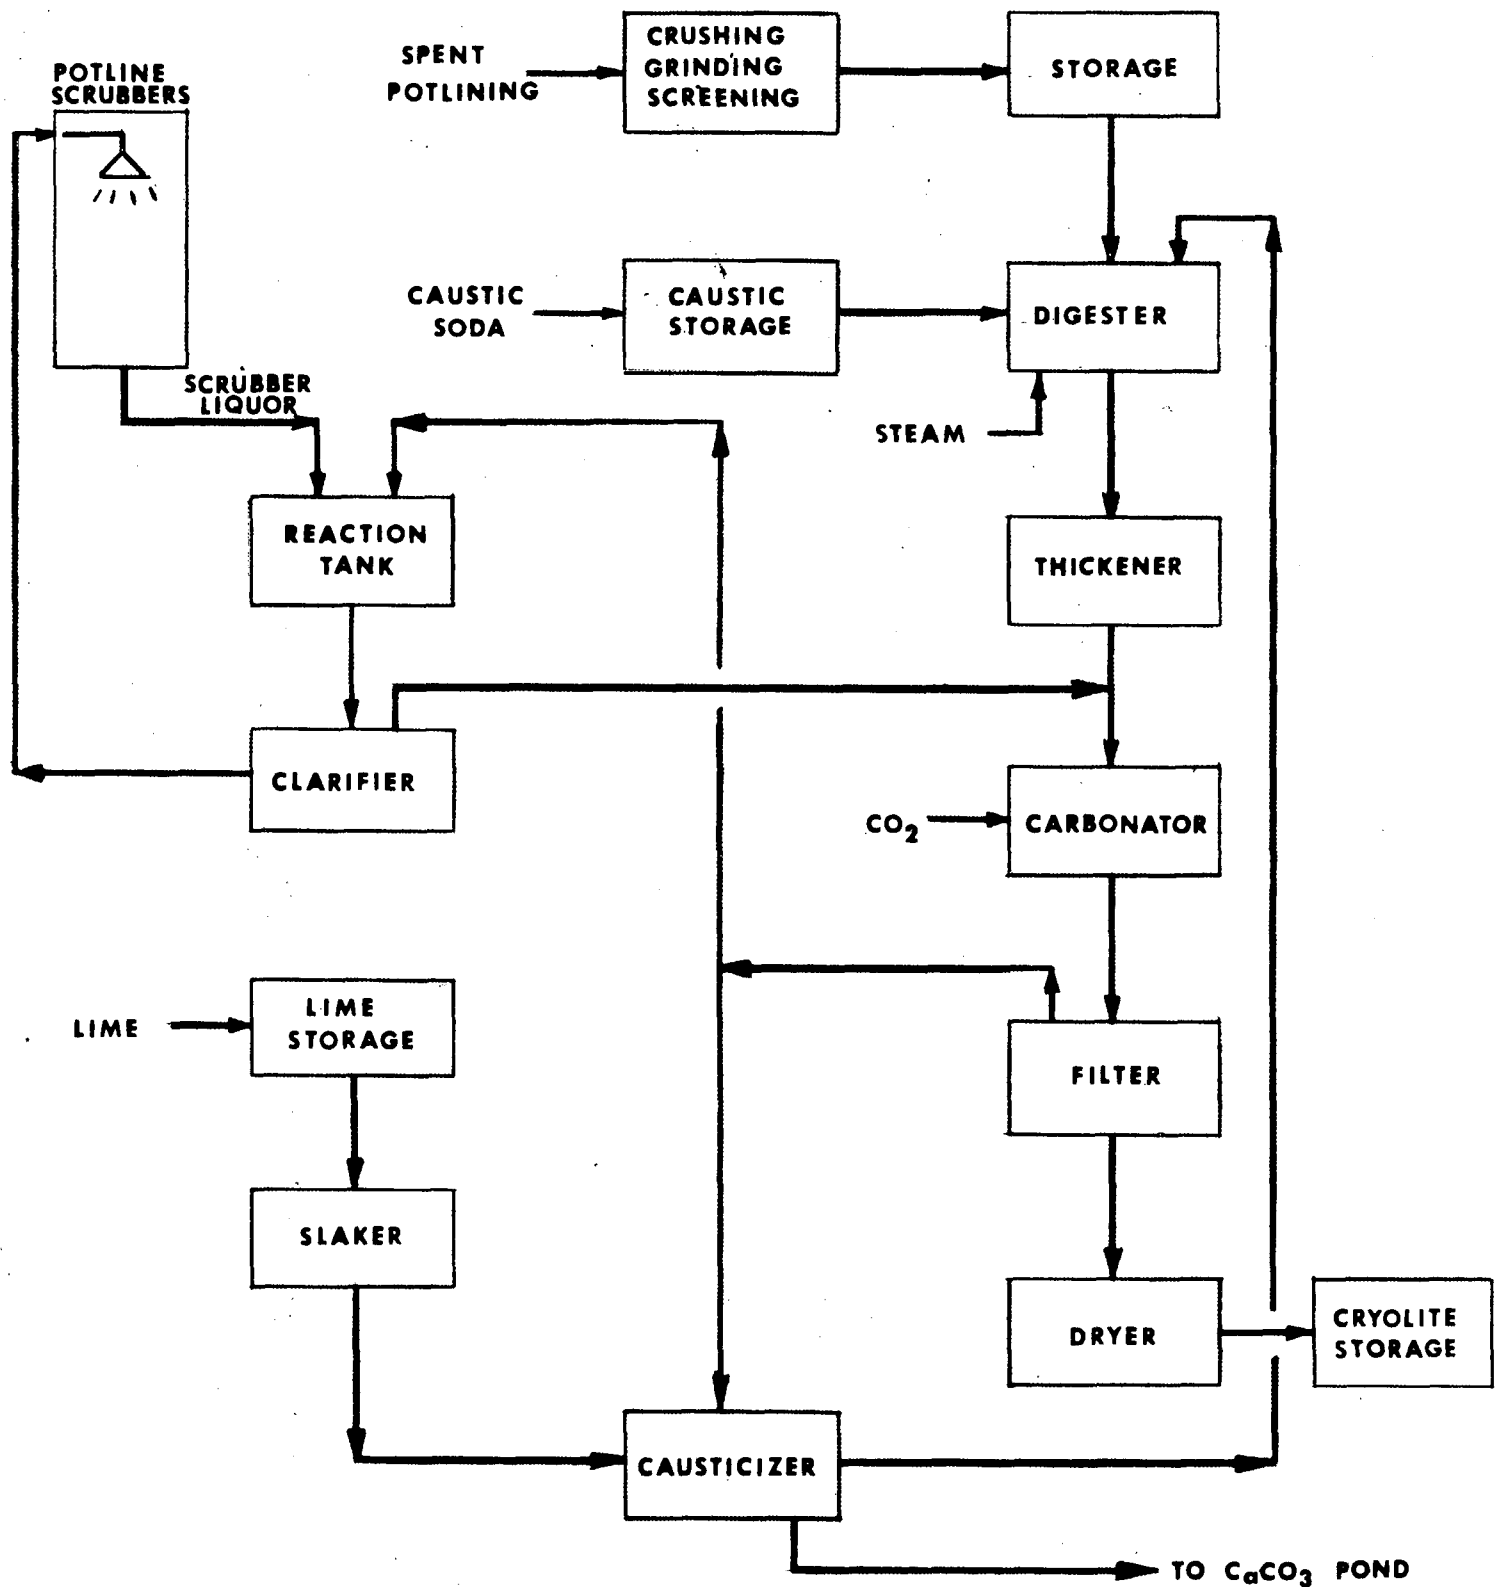 POTLINE
SCRUBBERS
SPENT
POTLINING
CRUSHING
GRINDING
SCREENING
STORAGE
CAUSTIC
SODA
CAUSTIC
STORAGE
DIGESTER
SCRUBBER
LIQUOR
STEAM
REACTION
TANK
THICKENER
CLARIFIER
CO2
CARBONATOR
LIME
LIME
STORAGE
FILTER
SLAKER
DRYER
CRYOLITE
STORAGE
CAUSTICIZER
TO CaCO3 POND